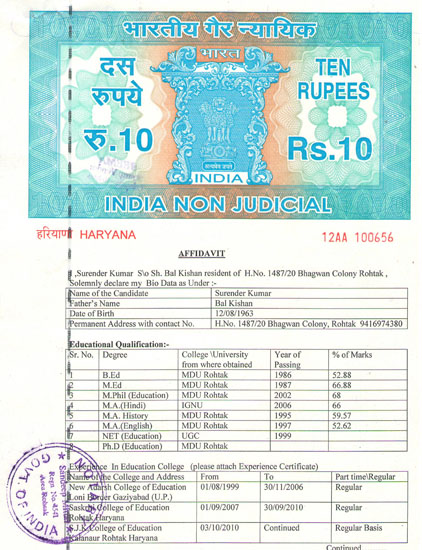 भारतीय गैर न्यायिक
भारत
दस
रुपये
रु.10
TEN
RUPEES
Rs.10
सत्यमेव जयते
INDIA
INDIA NON JUDICIAL
हरियाणा HARYANA
12AA 100656
AFFIDAVIT
I ,Surender Kumar S\o Sh. Bal Kishan resident of H.No. 1487/20 Bhagwan Colony Rohtak ,
Solemnly declare my Bio Data as Under :-
Name of the Candidate Surender Kumar
Father's Name Bal Kishan
Date of Birth 12/08/1963
Permanent Address with contact No. H.No. 1487/20 Bhagwan Colony, Rohtak 9416974380
Educational Qualification:-
Sr. No. Degree College \University from where obtained Year of Passing % of Marks
1 B.Ed MDU Rohtak 1986 52.88
2 M.Ed MDU Rohtak 1987 66.88
3 M.Phil (Education) MDU Rohtak 2002 68
4 M.A.(Hindi) IGNU 2006 66
5 M.A. History MDU Rohtak 1995 59.57
6 M.A.(English) MDU Rohtak 1997 52.62
7 NET (Education) UGC 1999
8 Ph.D (Education) MDU Rohtak
Experience In Education College (please attach Experience Certificate)
Name of the College and Address From To Part time\Regular
New Adarsh College of Education 01/08/1999 30/11/2006 Regular
Loni Border Gaziyabad (U.P.)
College of Education 01/09/2007 30/09/2010 Regular
Rohtak Haryana
College of Education 03/10/2010 Continued Regular Basis
Kalanaur Rohtak Haryana
Continued
GOVT OF INDIA
Regn. No
Rohtak